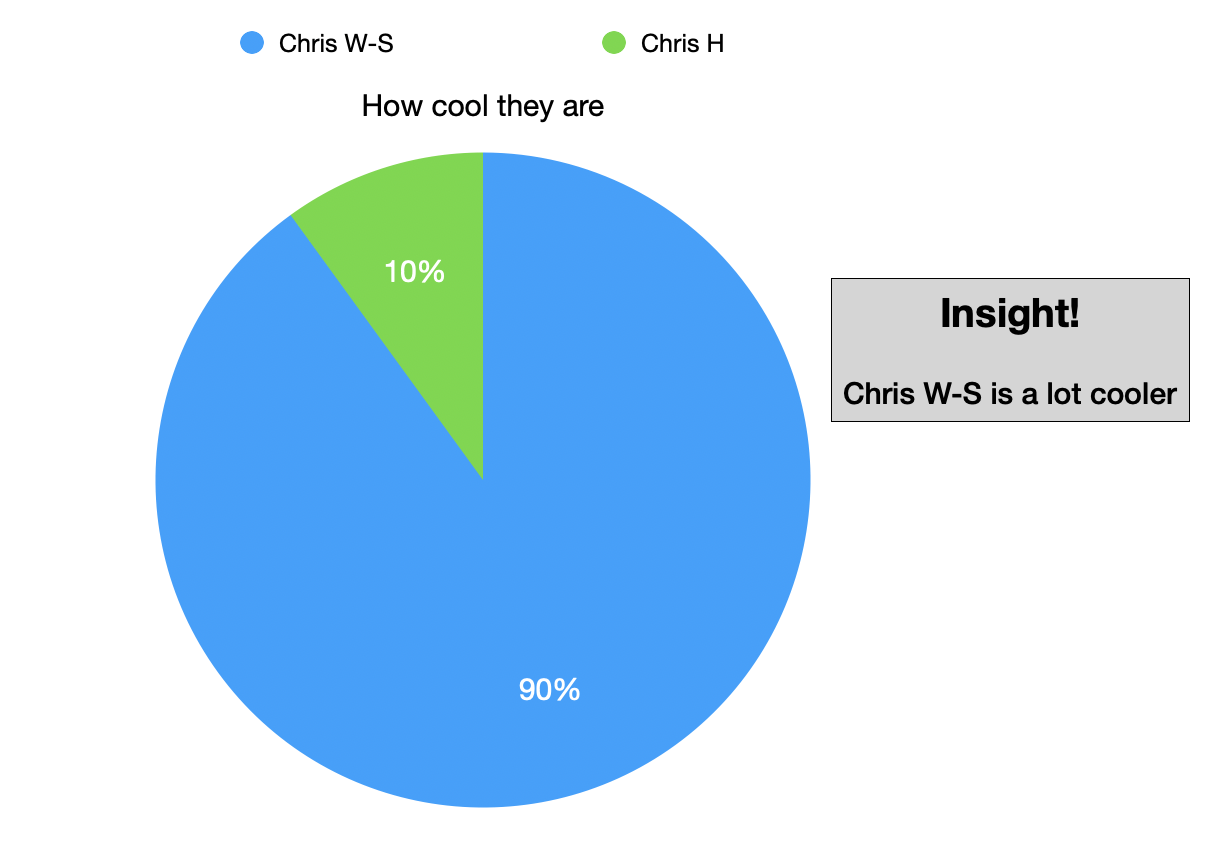 Chris W-S
Chris H
How cool they are
10%
Insight!
Chris W-S is a lot cooler
90%